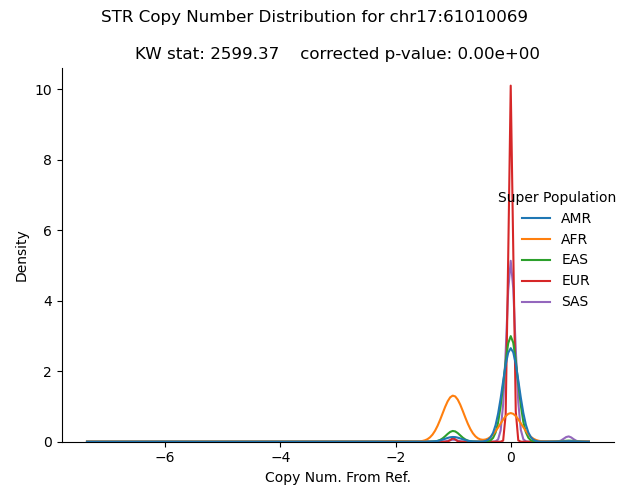 STR Copy Number Distribution for chr17:61010069
KW stat: 2599.37    corrected p-value: 0.00e+00
10
8
6
4
2
0
Density
Super Population
AMR
AFR
EAS
EUR
SAS
−6
−4
−2
0
Copy Num. From Ref.